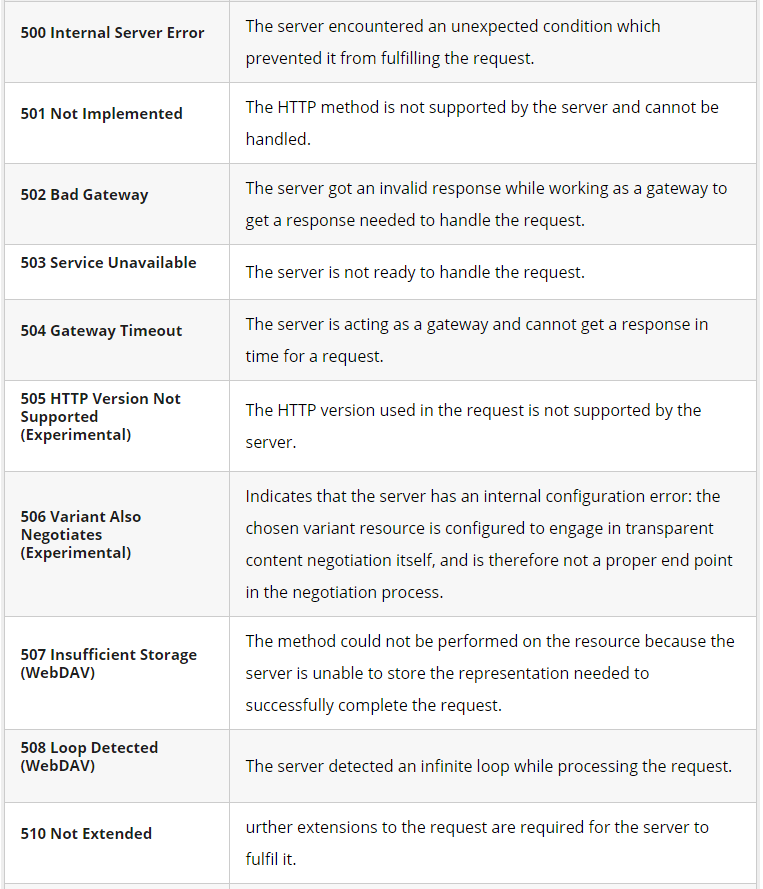 500 Internal Server Error
The server encountered an unexpected condition which
prevented it from fulfilling the request.
501 Not Implemented
The HTTP method is not supported by the server and cannot be
handled.
502 Bad Gateway
The server got an invalid response while working as a gateway to
get a response needed to handle the request.
503 Service Unavailable
The server is not ready to handle the request.
504 Gateway Timeout
The server is acting as a gateway and cannot get a response in
time for a request.
505 HTTP Version Not
Supported
(Experimental)
The HTTP version used in the request is not supported by the
server.
506 Variant Also
Negotiates
(Experimental)
Indicates that the server has an internal configuration error: the
chosen variant resource is configured to engage in transparent
content negotiation itself, and is therefore not a proper end point
in the negotiation process.
507 Insufficient Storage
(WebDAV)
The method could not be performed on the resource because the
server is unable to store the representation needed to
successfully complete the request.
508 Loop Detected
(WebDAV)
The server detected an infinite loop while processing the request.
510 Not Extended
urther extensions to the request are required for the server to
fulfil it.